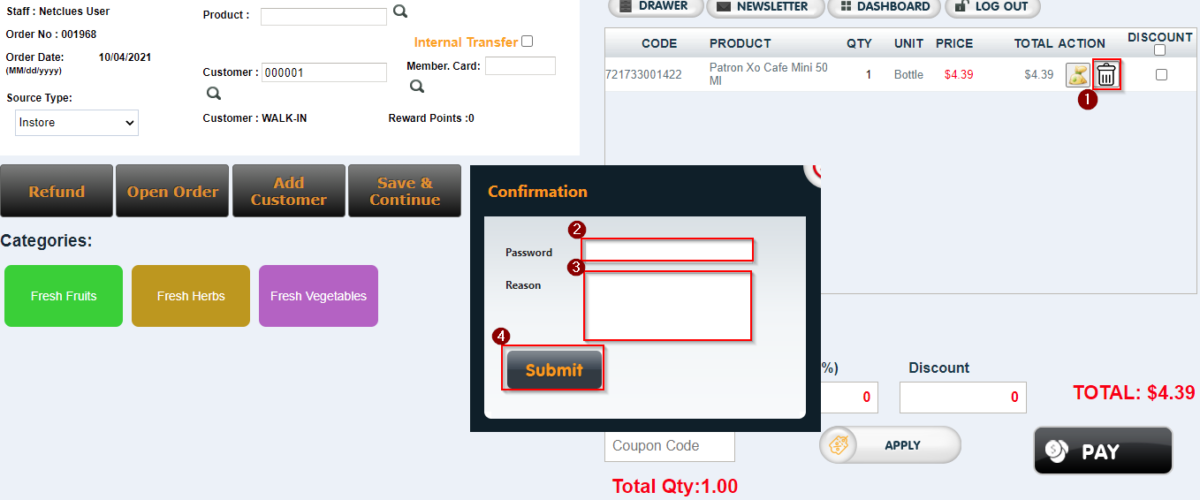 Staff : Netclues User
Product :
Order No : 001968
Internal Transfer
Order Date: 10/04/2021
(MM/dd/yyyy)
Customer : 000001
Member. Card:
Source Type:
Instore
Customer : WALK-IN
Reward Points :0
DRAWER
NEWSLETTER
DASHBOARD
LOG OUT
CODE PRODUCT QTY UNIT PRICE TOTAL ACTION DISCOUNT
721733001422 Patron Xo Cafe Mini 50 1 Bottle $4.39 $4.39
Ml
1
Refund
Open Order
Add
Customer
Save &
Continue
Categories:
Fresh Fruits
Fresh Herbs
Fresh Vegetables
Confirmation
2
Password
3
Reason
4
Submit
%)
Discount
0
0
TOTAL: $4.39
Coupon Code
APPLY
PAY
Total Qty:1.00